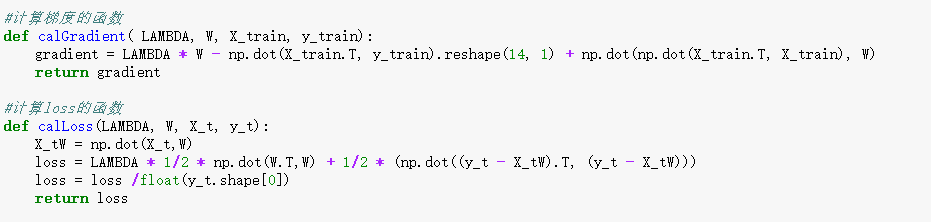 #计算梯度的函数
def calGradient( LAMBDA, W, X_train, y_train):
    gradient = LAMBDA * W - np.dot(X_train.T, y_train).reshape(14, 1) + np.dot(np.dot(X_train.T, X_train), W)
    return gradient
#计算loss的函数
def calLoss(LAMBDA, W, X_t, y_t):
    X_tW = np.dot(X_t,W)
    loss = LAMBDA * 1/2 * np.dot(W.T,W) + 1/2 * (np.dot((y_t - X_tW).T, (y_t - X_tW)))
    loss = loss /float(y_t.shape[0])
    return loss